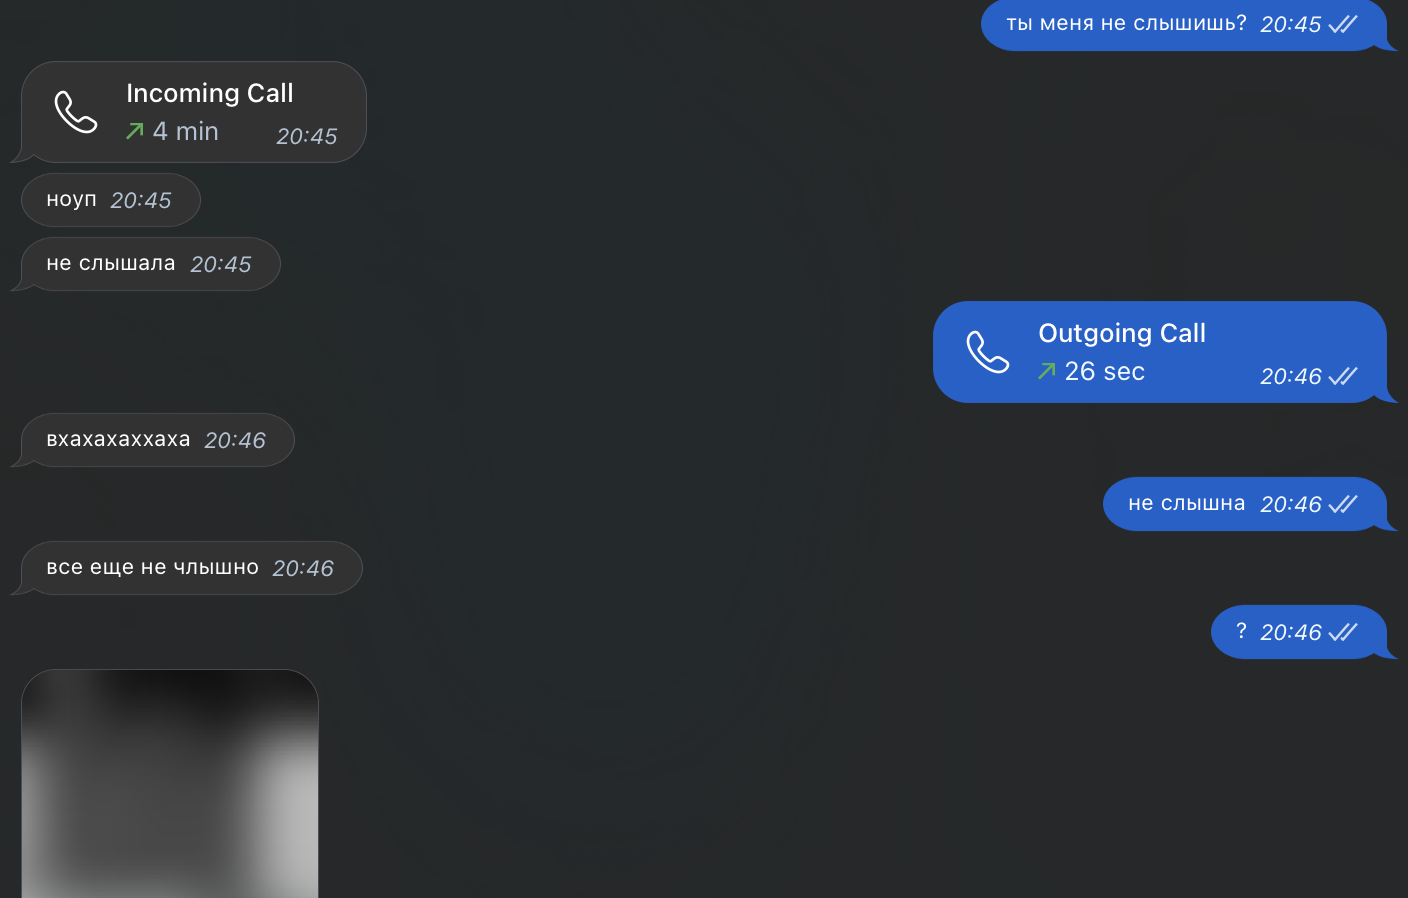 ты меня не слышишь? 20:45
Incoming Call
4 min 20:45
ноуп 20:45
не слышала 20:45
Outgoing Call
26 sec 20:46
вхахахаххаха 20:46
не слышна 20:46
все еще не члышно 20:46
? 20:46